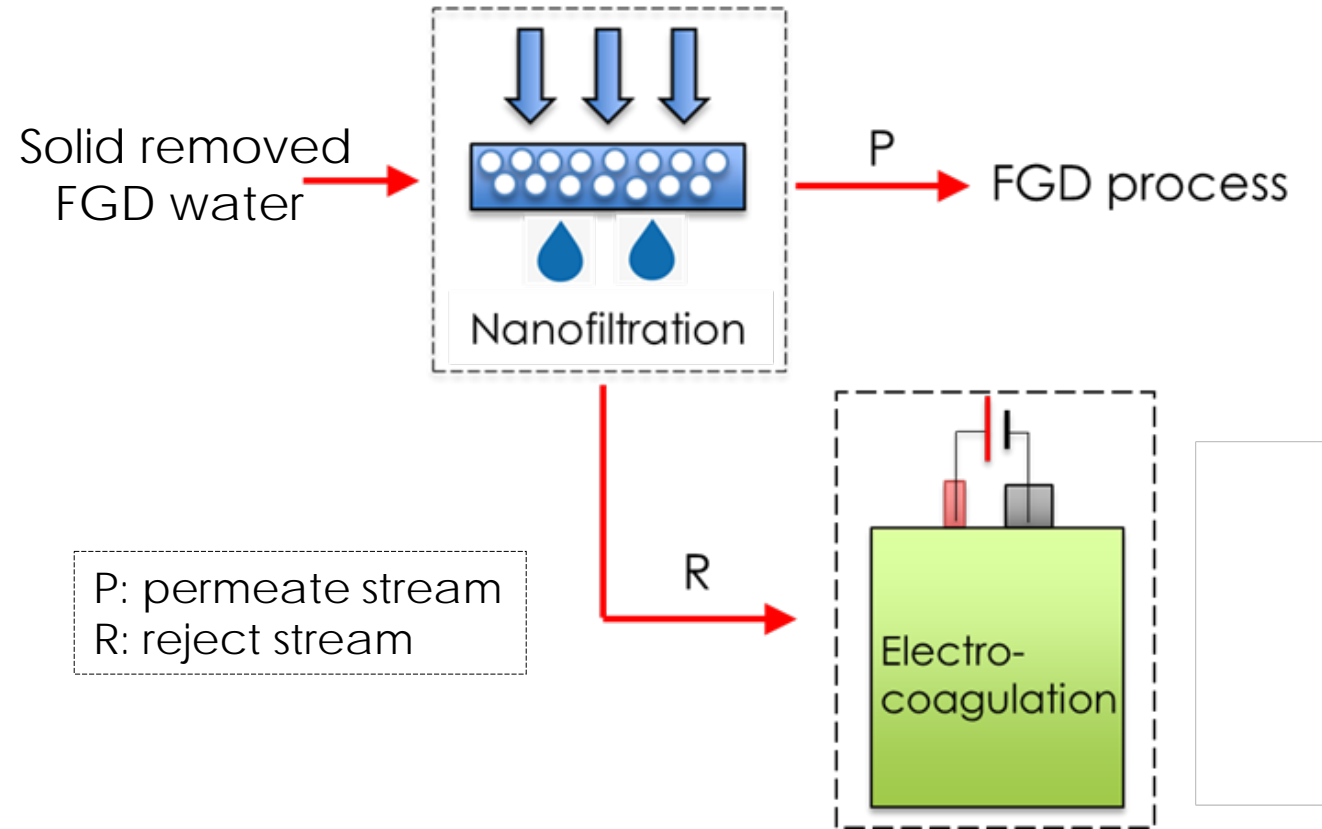 Solid removed
FGD water
P
FGD process
Nanofiltration
R
P: permeate stream
R: reject stream
Electro-
coagulation